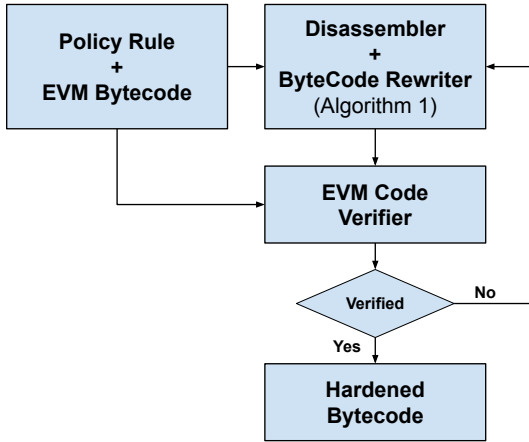 Policy Rule
+
EVM Bytecode
Disassembler
+
ByteCode Rewriter
(Algorithm 1)
EVM Code
Verifier
Verified
No
Yes
Hardened
Bytecode